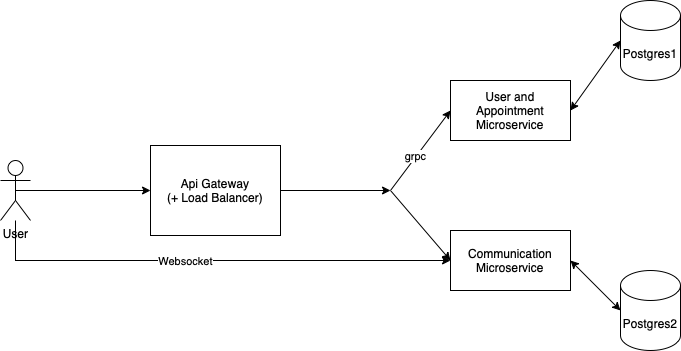 Postgres1
User and
Appointment
Microservice
grpc
Api Gateway
(+ Load Balancer)
User
Websocket
Communication
Microservice
Postgres2